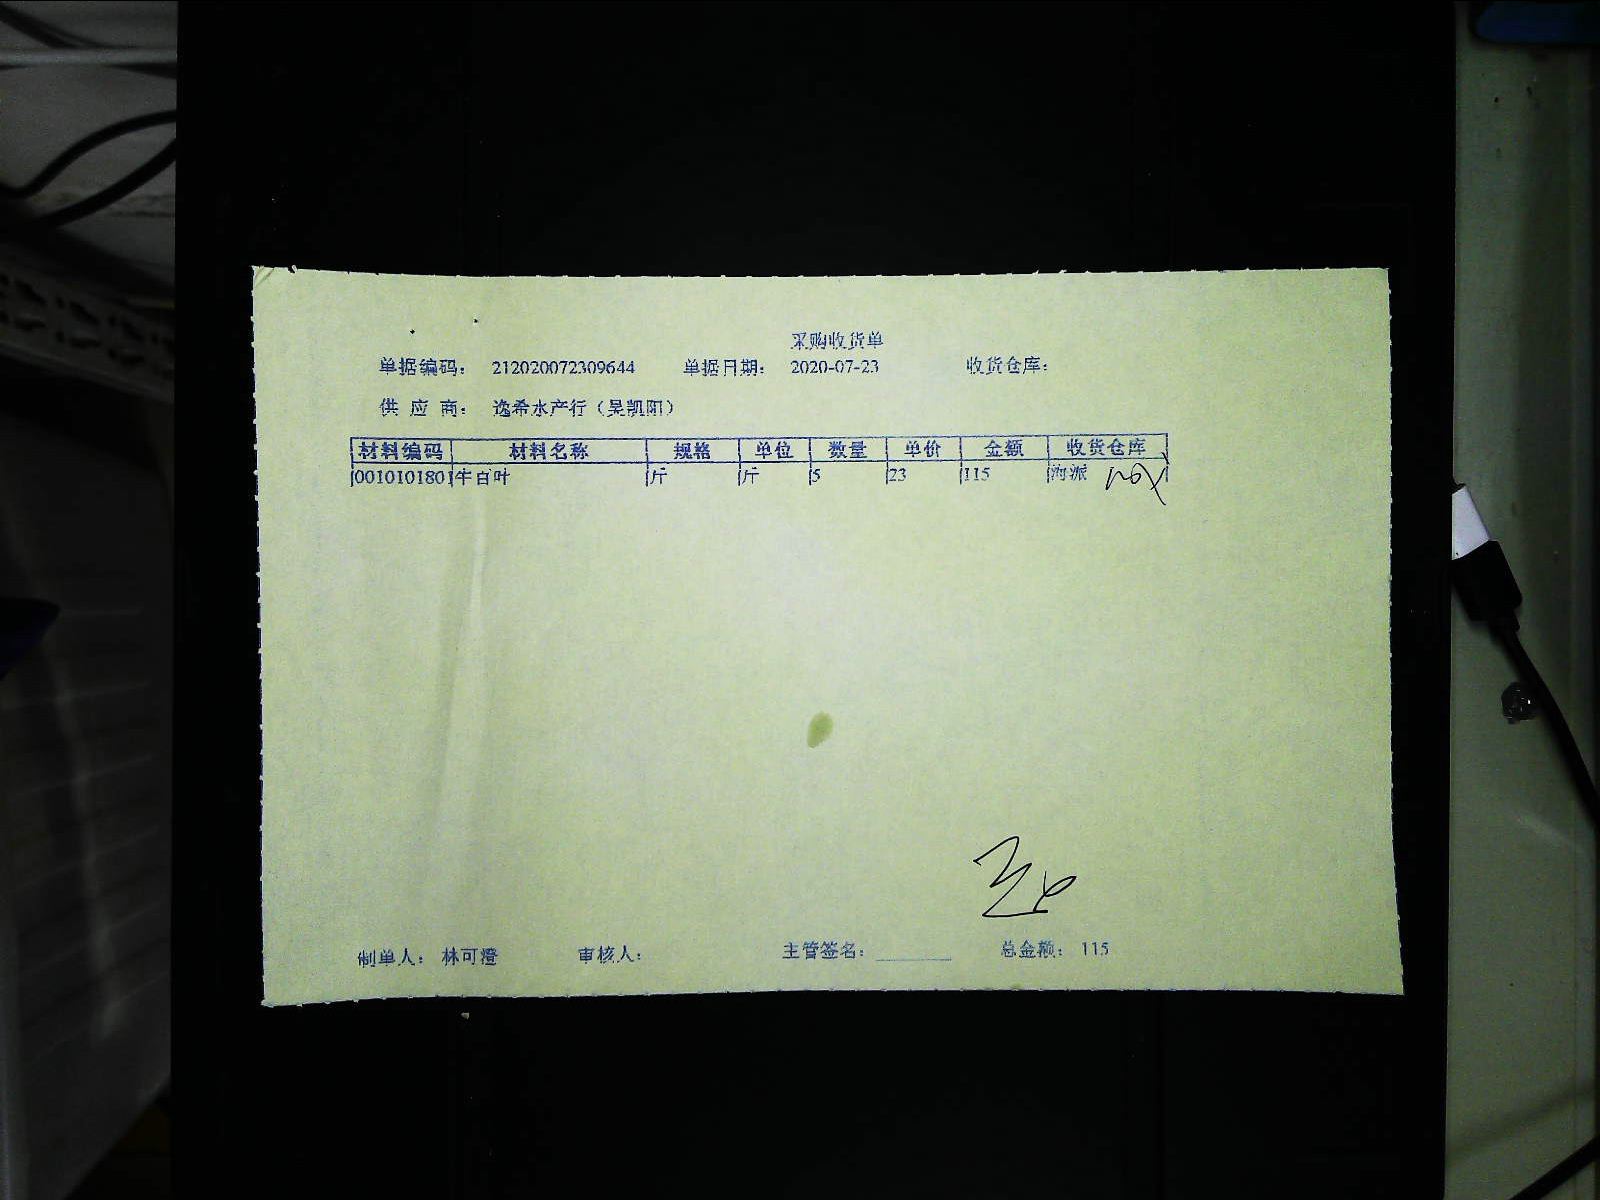 采购收货单
单据编码： 212020072309644 单据日期： 2020-07-23 收货仓库：
供 应 商： 逸希水产行（吴凯阳）
材料编码 材料名称 规格 单位 数量 单价 金额 收货仓库
0010101801 牛百叶 斤 斤 5 23 115 海派
制单人： 林可澄 审核人： 主管签名：________ 总金额： 115